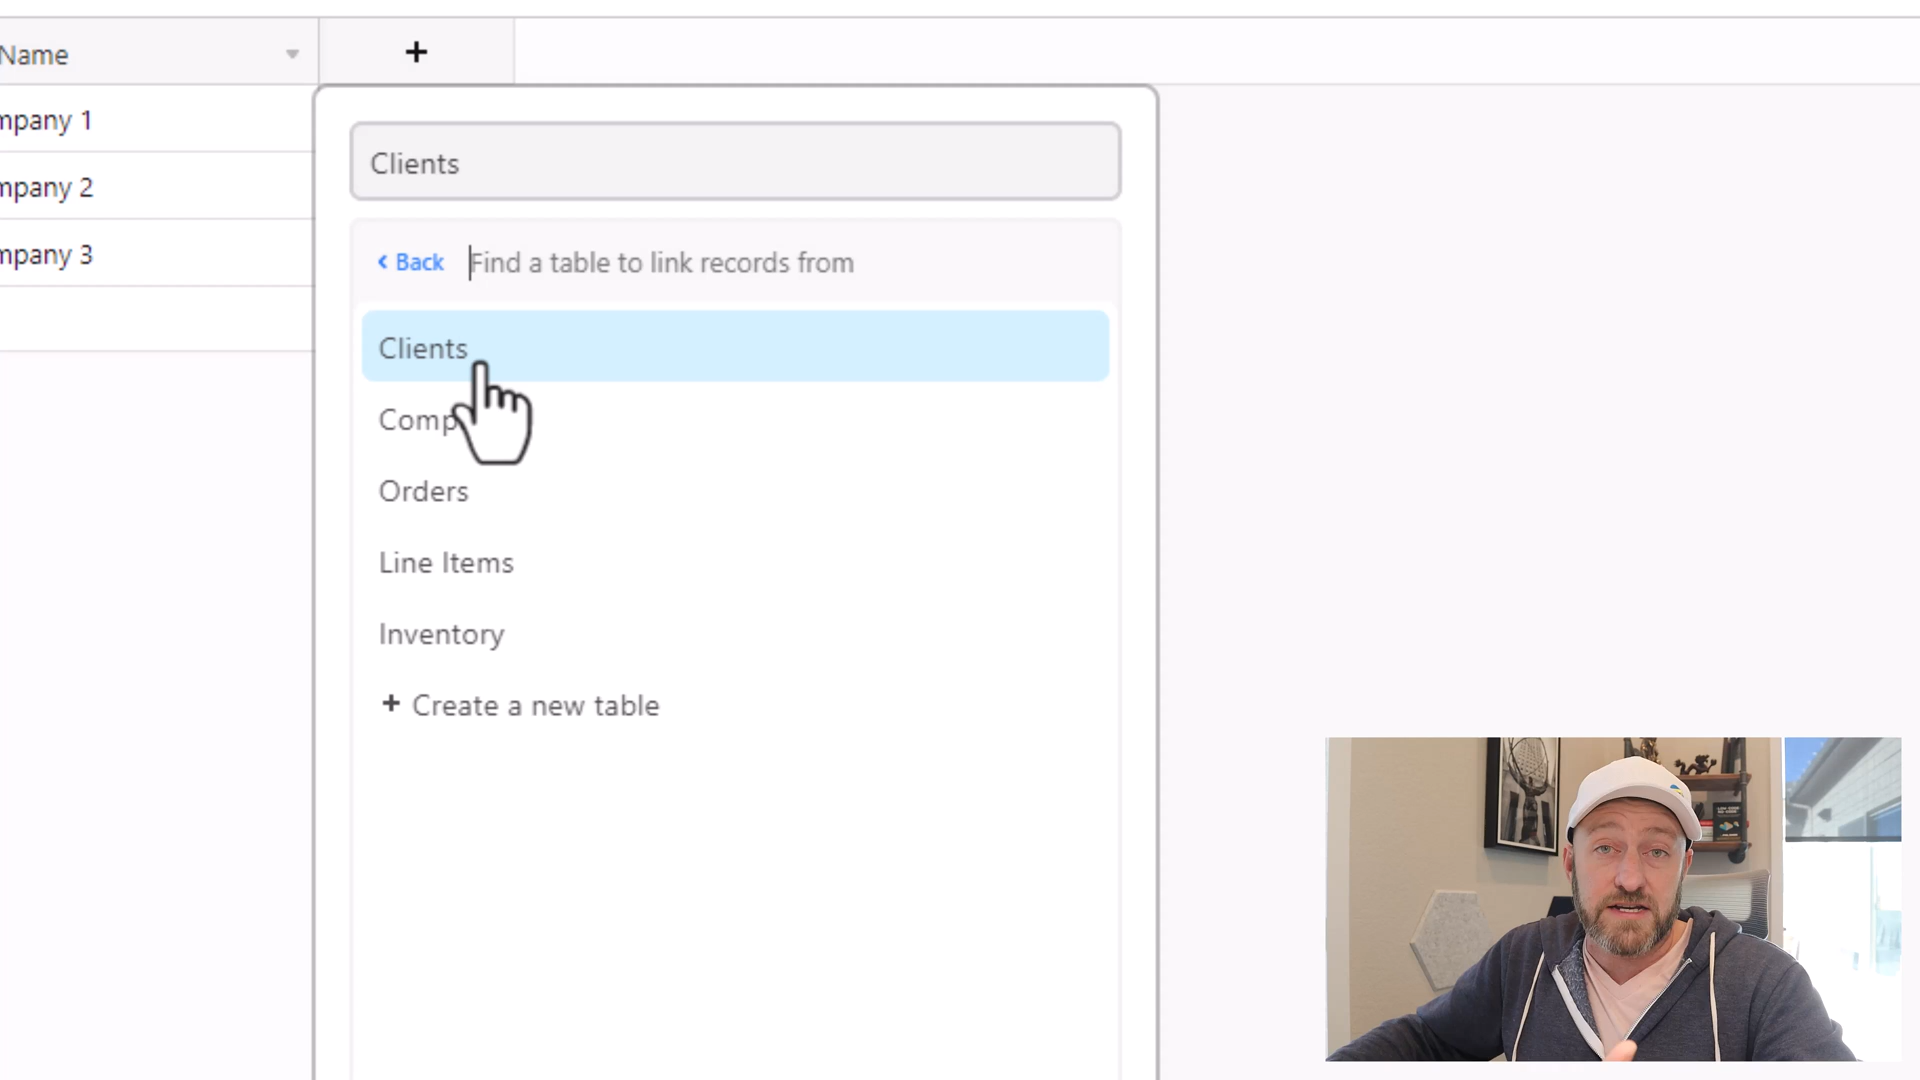 Name
+
mpany 1
mpany 2
mpany 3
Clients
Back Find a table to link records from
Clients
Comp
Orders
Line Items
Inventory
+ Create a new table